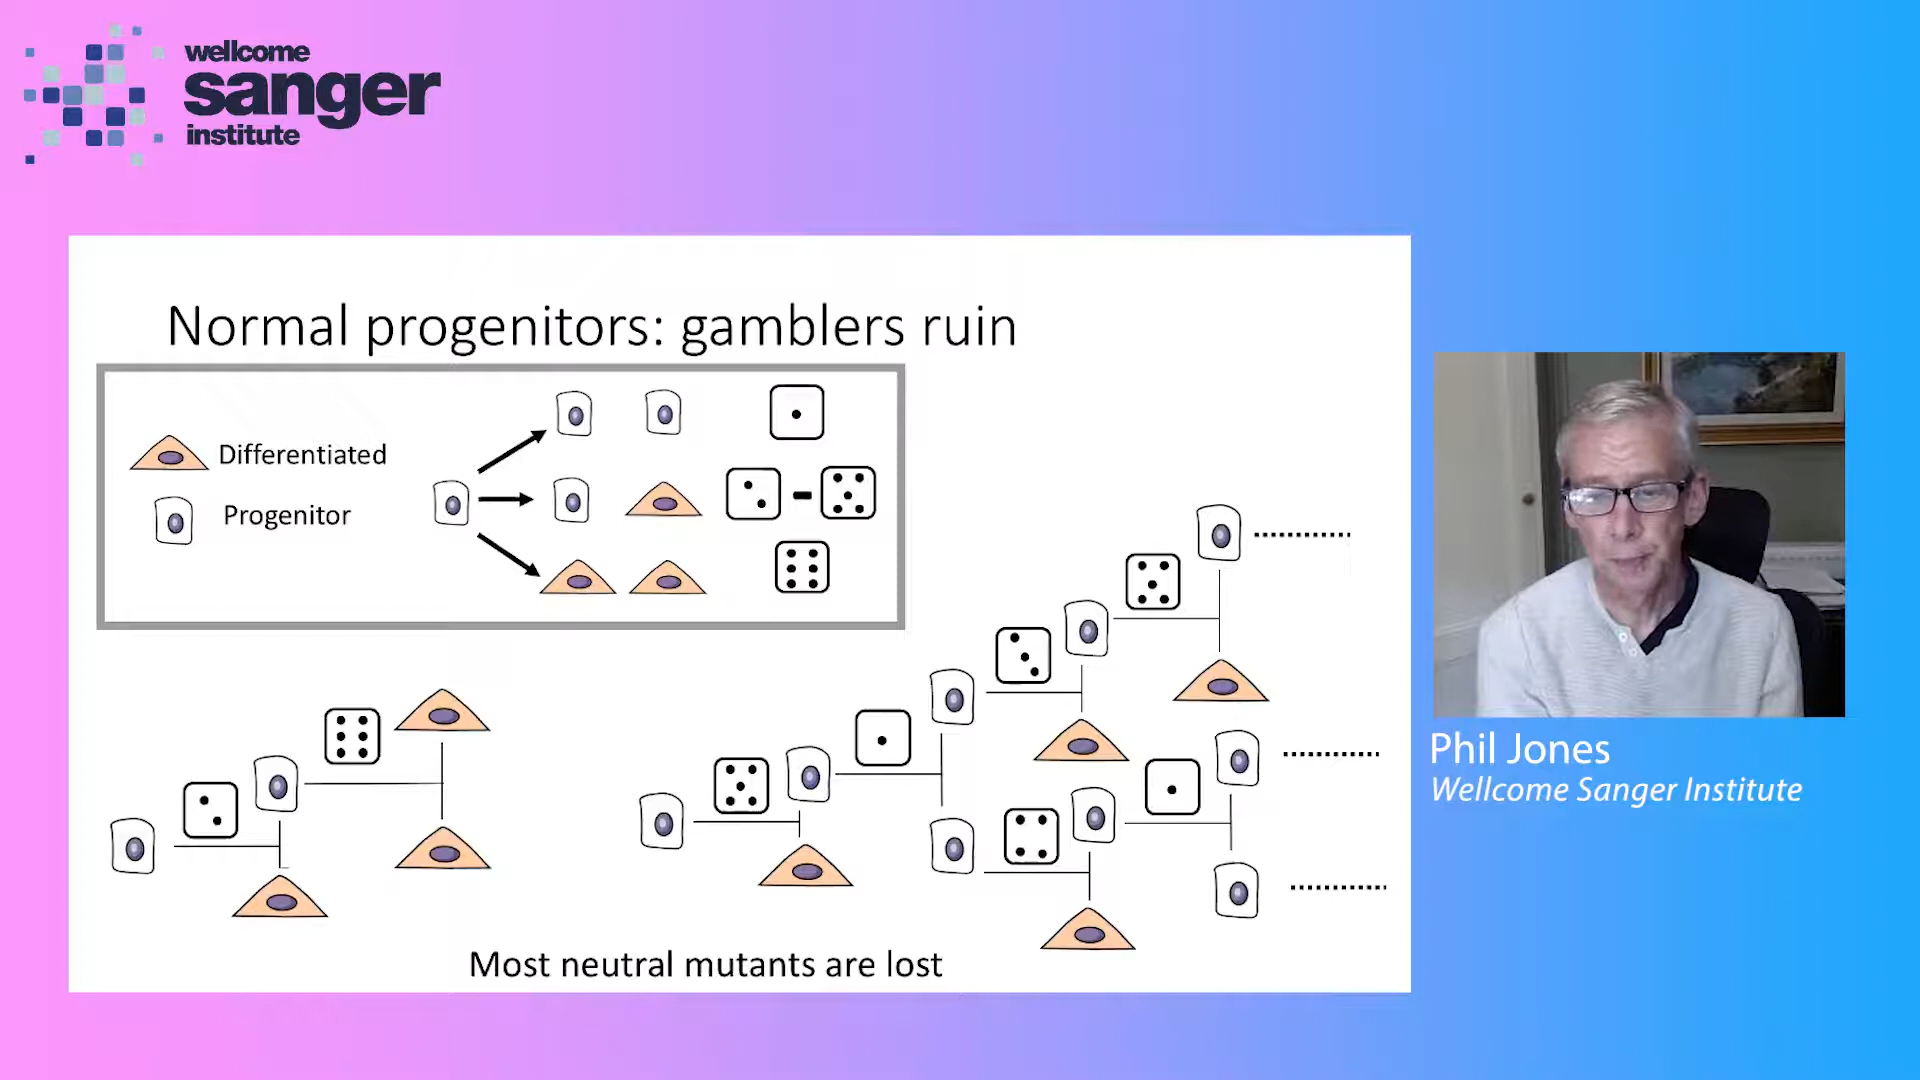 wellcome
sanger
institute
Normal progenitors: gamblers ruin
Differentiated
Progenitor
Most neutral mutants are lost
Phil Jones
Wellcome Sanger Institute